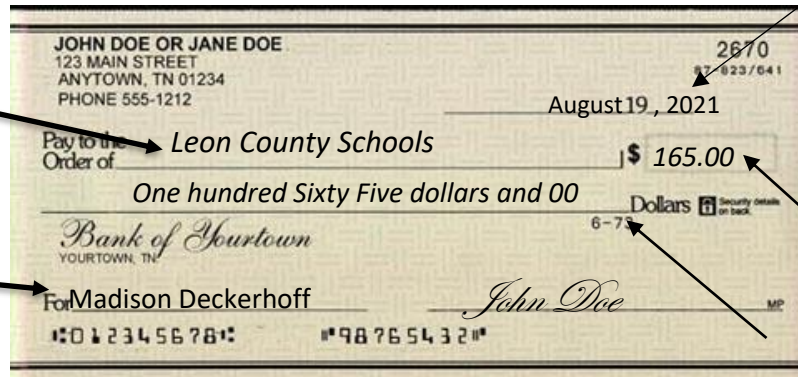 JOHN DOE OR JANE DOE
123 MAIN STREET
ANYTOWN, TN 01234
PHONE 555-1212
2670
87-823/641
August 19 , 2021
Pay to the
Order of
Leon County Schools
$ 165.00
One hundred Sixty Five dollars and 00
Dollars
Security details
on back
6-73
Bank of Yourtown
YOURTOWN, TN
For Madison Deckerhoff
John Doe
MP
⑆012345678⑆ ⑈98765432⑈